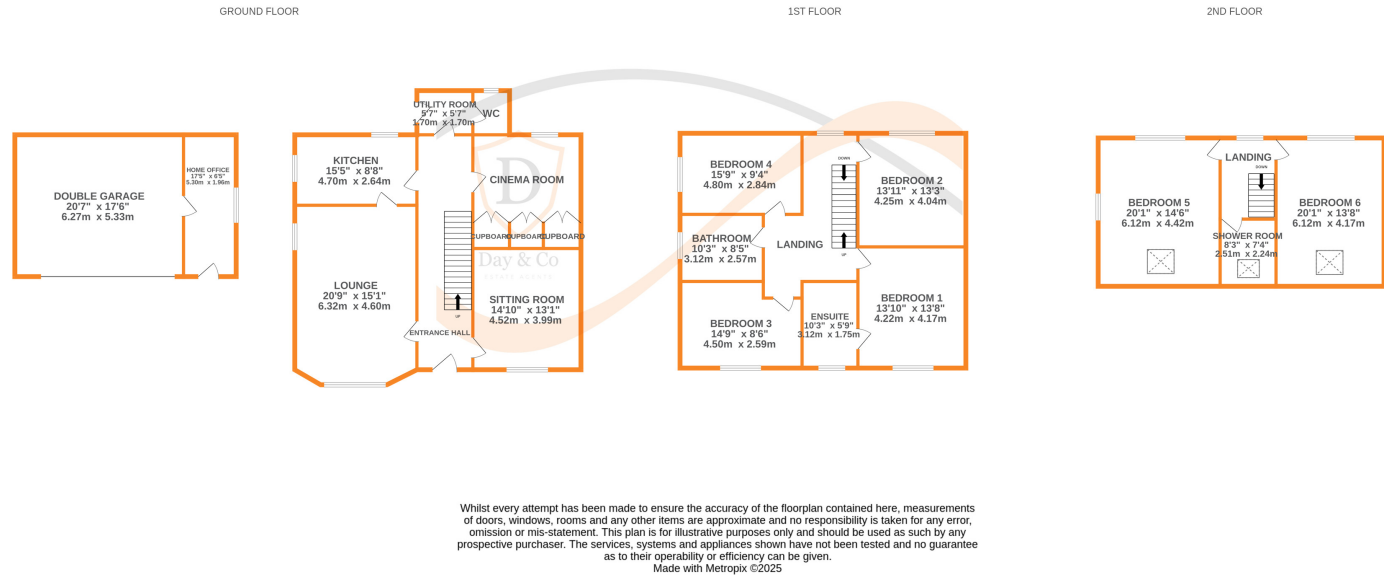 GROUND FLOOR
1ST FLOOR
2ND FLOOR
DOUBLE GARAGE
20'7" x 17'6"
6.27m x 5.33m
HOME OFFICE
17'5" x 6'5"
5.30m x 1.96m
UTILITY ROOM
5'7" x 5'7"
1.70m x 1.70m
WC
KITCHEN
15'5" x 8'8"
4.70m x 2.64m
D
CINEMA ROOM
CUPBOARD
CUPBOARD
CUPBOARD
Day & Co
ESTATE AGENTS
LOUNGE
20'9" x 15'1"
6.32m x 4.60m
UP
SITTING ROOM
14'10" x 13'1"
4.52m x 3.99m
ENTRANCE HALL
BEDROOM 4
15'9" x 9'4"
4.80m x 2.84m
DOWN
BEDROOM 2
13'11" x 13'3"
4.25m x 4.04m
BATHROOM
10'3" x 8'5"
3.12m x 2.57m
LANDING
UP
BEDROOM 3
14'9" x 8'6"
4.50m x 2.59m
ENSUITE
10'3" x 5'9"
3.12m x 1.75m
BEDROOM 1
13'10" x 13'8"
4.22m x 4.17m
LANDING
DOWN
BEDROOM 5
20'1" x 14'6"
6.12m x 4.42m
SHOWER ROOM
8'3" x 7'4"
2.51m x 2.24m
BEDROOM 6
20'1" x 13'8"
6.12m x 4.17m
Whilst every attempt has been made to ensure the accuracy of the floorplan contained here, measurements
of doors, windows, rooms and any other items are approximate and no responsibility is taken for any error,
omission or mis-statement. This plan is for illustrative purposes only and should be used as such by any
prospective purchaser. The services, systems and appliances shown have not been tested and no guarantee
as to their operability or efficiency can be given.
Made with Metropix ©2025